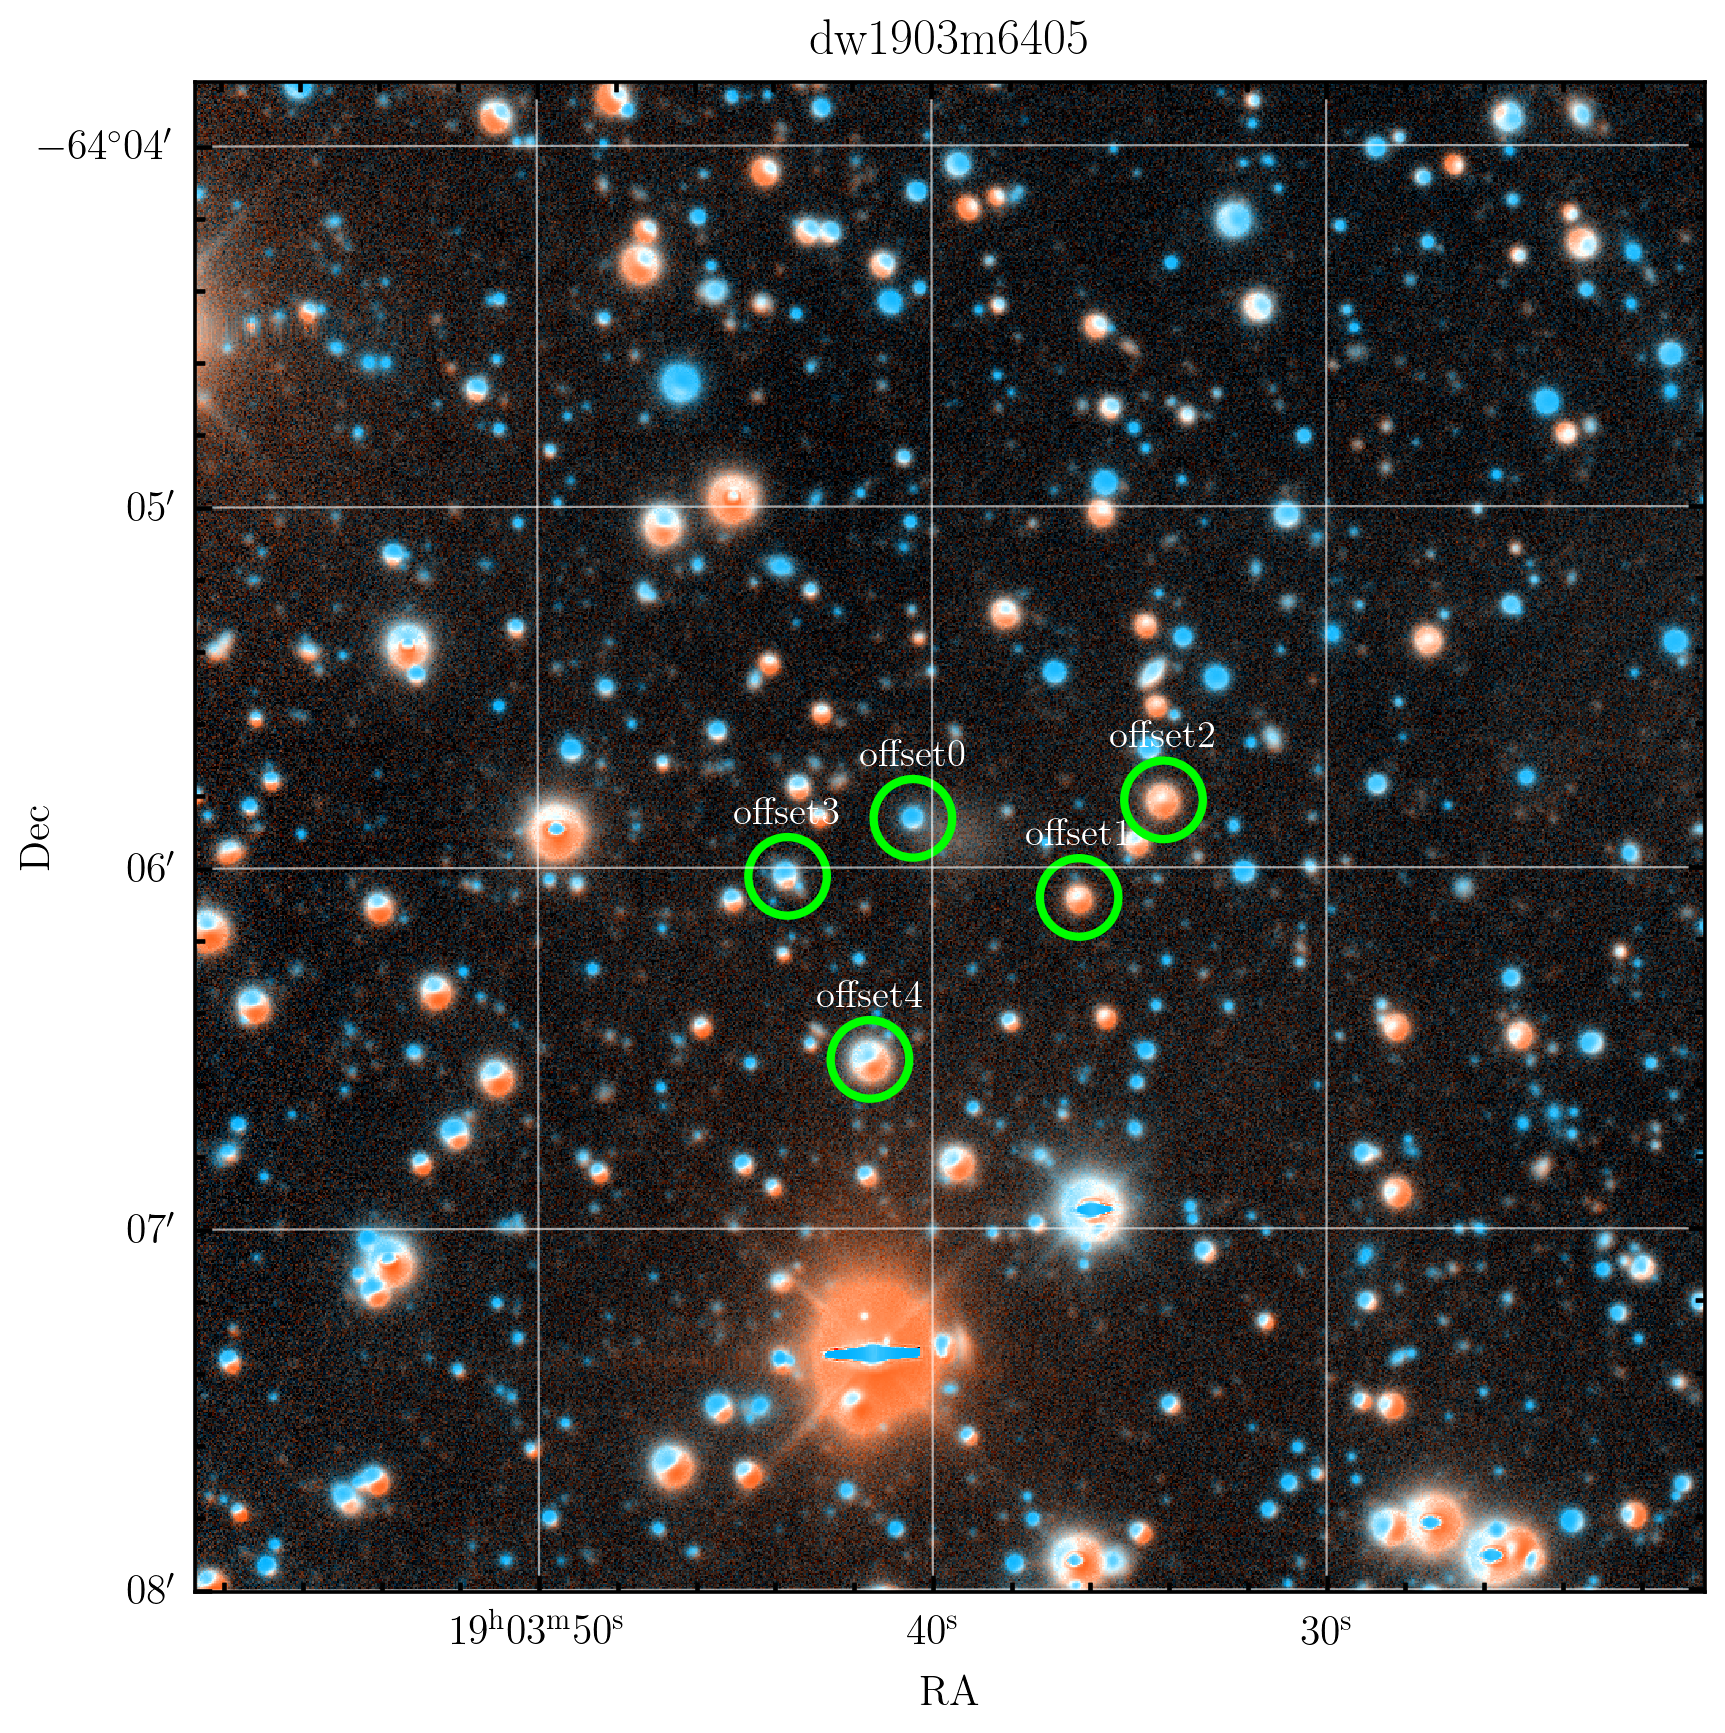 dw1903m6405
−64°04′
05′
offset2
offset0
offset3
offset1
06′
offset4
07′
08′
19ʰ03ᵐ50ˢ 40ˢ 30ˢ
RA
Dec